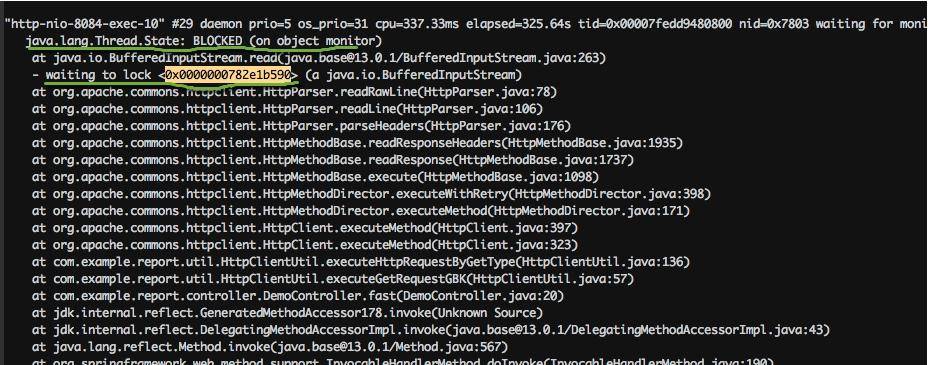 "http-nio-8084-exec-10" #29 daemon prio=5 os_prio=31 cpu=337.33ms elapsed=325.64s tid=0x00007fedd9480800 nid=0x7803 waiting for moni
java.lang.Thread.State: BLOCKED (on object monitor)
at java.io.BufferedInputStream.read(java.base@13.0.1/BufferedInputStream.java:263)
- waiting to lock <0x0000000782e1b590> (a java.io.BufferedInputStream)
at org.apache.commons.httpclient.HttpParser.readRawLine(HttpParser.java:78)
at org.apache.commons.httpclient.HttpParser.readLine(HttpParser.java:106)
at org.apache.commons.httpclient.HttpParser.parseHeaders(HttpParser.java:176)
at org.apache.commons.httpclient.HttpMethodBase.readResponseHeaders(HttpMethodBase.java:1935)
at org.apache.commons.httpclient.HttpMethodBase.readResponse(HttpMethodBase.java:1737)
at org.apache.commons.httpclient.HttpMethodBase.execute(HttpMethodBase.java:1098)
at org.apache.commons.httpclient.HttpMethodDirector.executeWithRetry(HttpMethodDirector.java:398)
at org.apache.commons.httpclient.HttpMethodDirector.executeMethod(HttpMethodDirector.java:171)
at org.apache.commons.httpclient.HttpClient.executeMethod(HttpClient.java:397)
at org.apache.commons.httpclient.HttpClient.executeMethod(HttpClient.java:323)
at com.example.report.util.HttpClientUtil.executeHttpRequestByGetType(HttpClientUtil.java:136)
at com.example.report.util.HttpClientUtil.executeGetRequestGBK(HttpClientUtil.java:57)
at com.example.report.controller.DemoController.fast(DemoController.java:20)
at jdk.internal.reflect.GeneratedMethodAccessor178.invoke(Unknown Source)
at jdk.internal.reflect.DelegatingMethodAccessorImpl.invoke(java.base@13.0.1/DelegatingMethodAccessorImpl.java:43)
at java.lang.reflect.Method.invoke(java.base@13.0.1/Method.java:567)
at org.springframework.web.method.support.InvocableHandlerMethod.doInvoke(InvocableHandlerMethod.java:190)